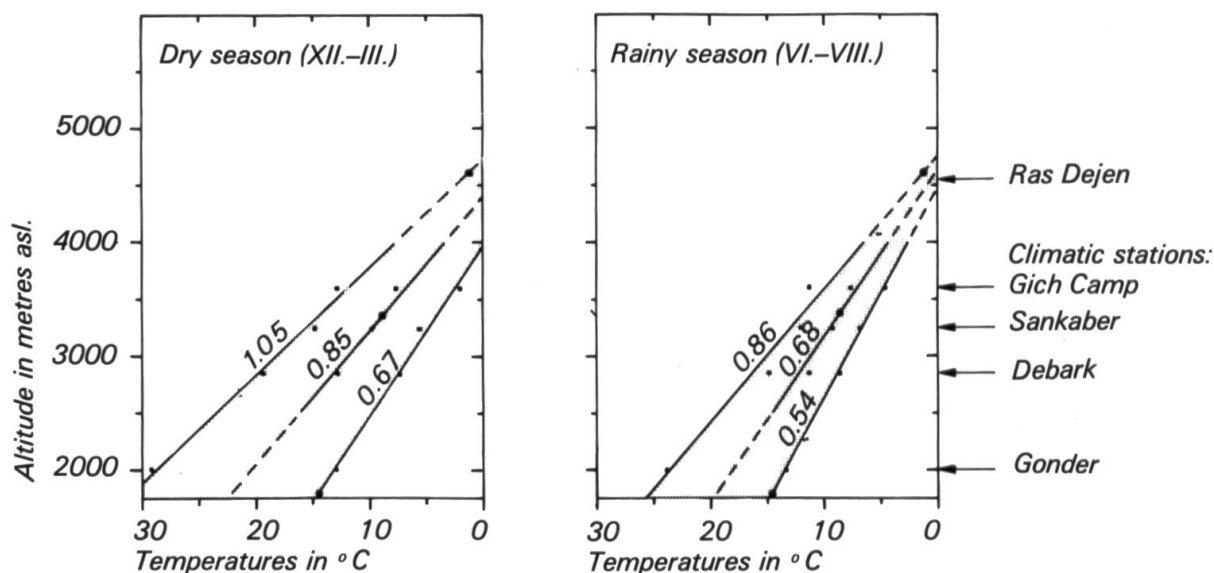 Dry season (XII.–III.)
Rainy season (VI.–VIII.)
Altitude in metres asl.
5000
4000
3000
2000
1.05
0.85
0.67
0.86
0.68
0.54
30
20
10
0
Temperatures in °C
30
20
10
0
Temperatures in °C
Ras Dejen
Climatic stations:
Gich Camp
Sankaber
Debark
Gonder